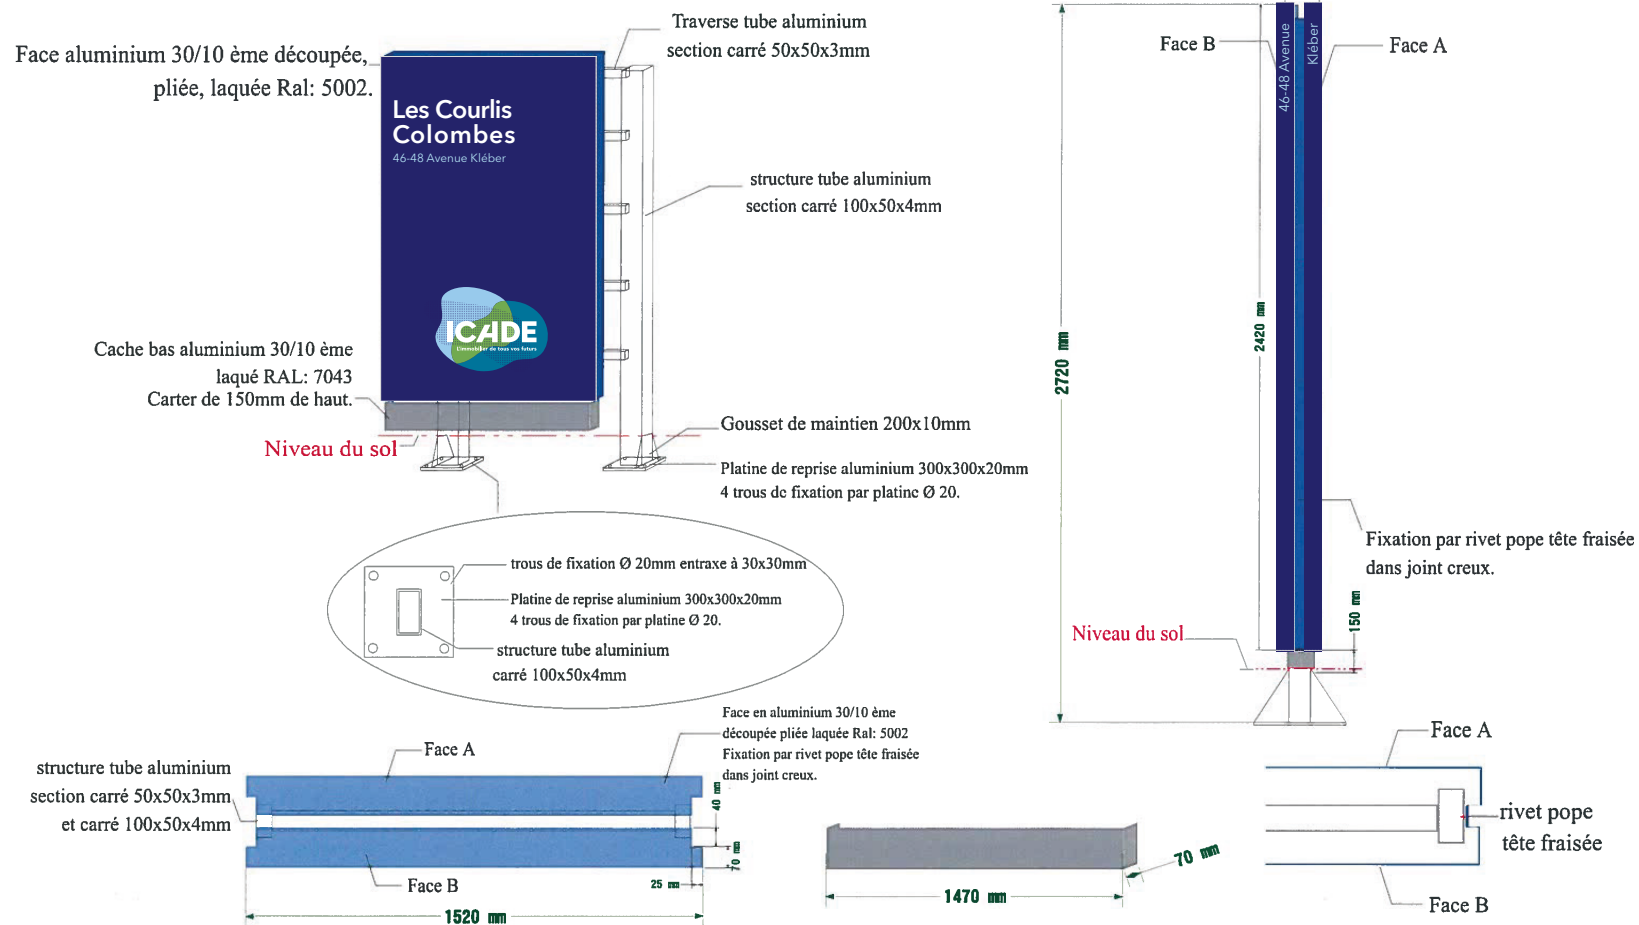 Face aluminium 30/10 ème découpée,
pliée, laquée Ral: 5002.
Les Courlis
Colombes
46-48 Avenue Kléber
ICADE
L'immobilier de tous vos futurs
Traverse tube aluminium
section carré 50x50x3mm
structure tube aluminium
section carré 100x50x4mm
Cache bas aluminium 30/10 ème
laqué RAL: 7043
Carter de 150mm de haut.
Niveau du sol
Gousset de maintien 200x10mm
Platine de reprise aluminium 300x300x20mm
4 trous de fixation par platine Ø 20.
trous de fixation Ø 20mm entraxe à 30x30mm
Platine de reprise aluminium 300x300x20mm
4 trous de fixation par platine Ø 20.
structure tube aluminium
carré 100x50x4mm
Face B
46-48 Avenue
Kléber
Face A
2720 mm
2420 mm
Fixation par rivet pope tête fraisée
dans joint creux.
150 mm
Niveau du sol
Face en aluminium 30/10 ème
découpée pliée laquée Ral: 5002
Fixation par rivet pope tête fraisée
dans joint creux.
Face A
structure tube aluminium
section carré 50x50x3mm
et carré 100x50x4mm
40 mm
70 mm
25 mm
Face B
1520 mm
70 mm
1470 mm
Face A
rivet pope
tête fraisée
Face B